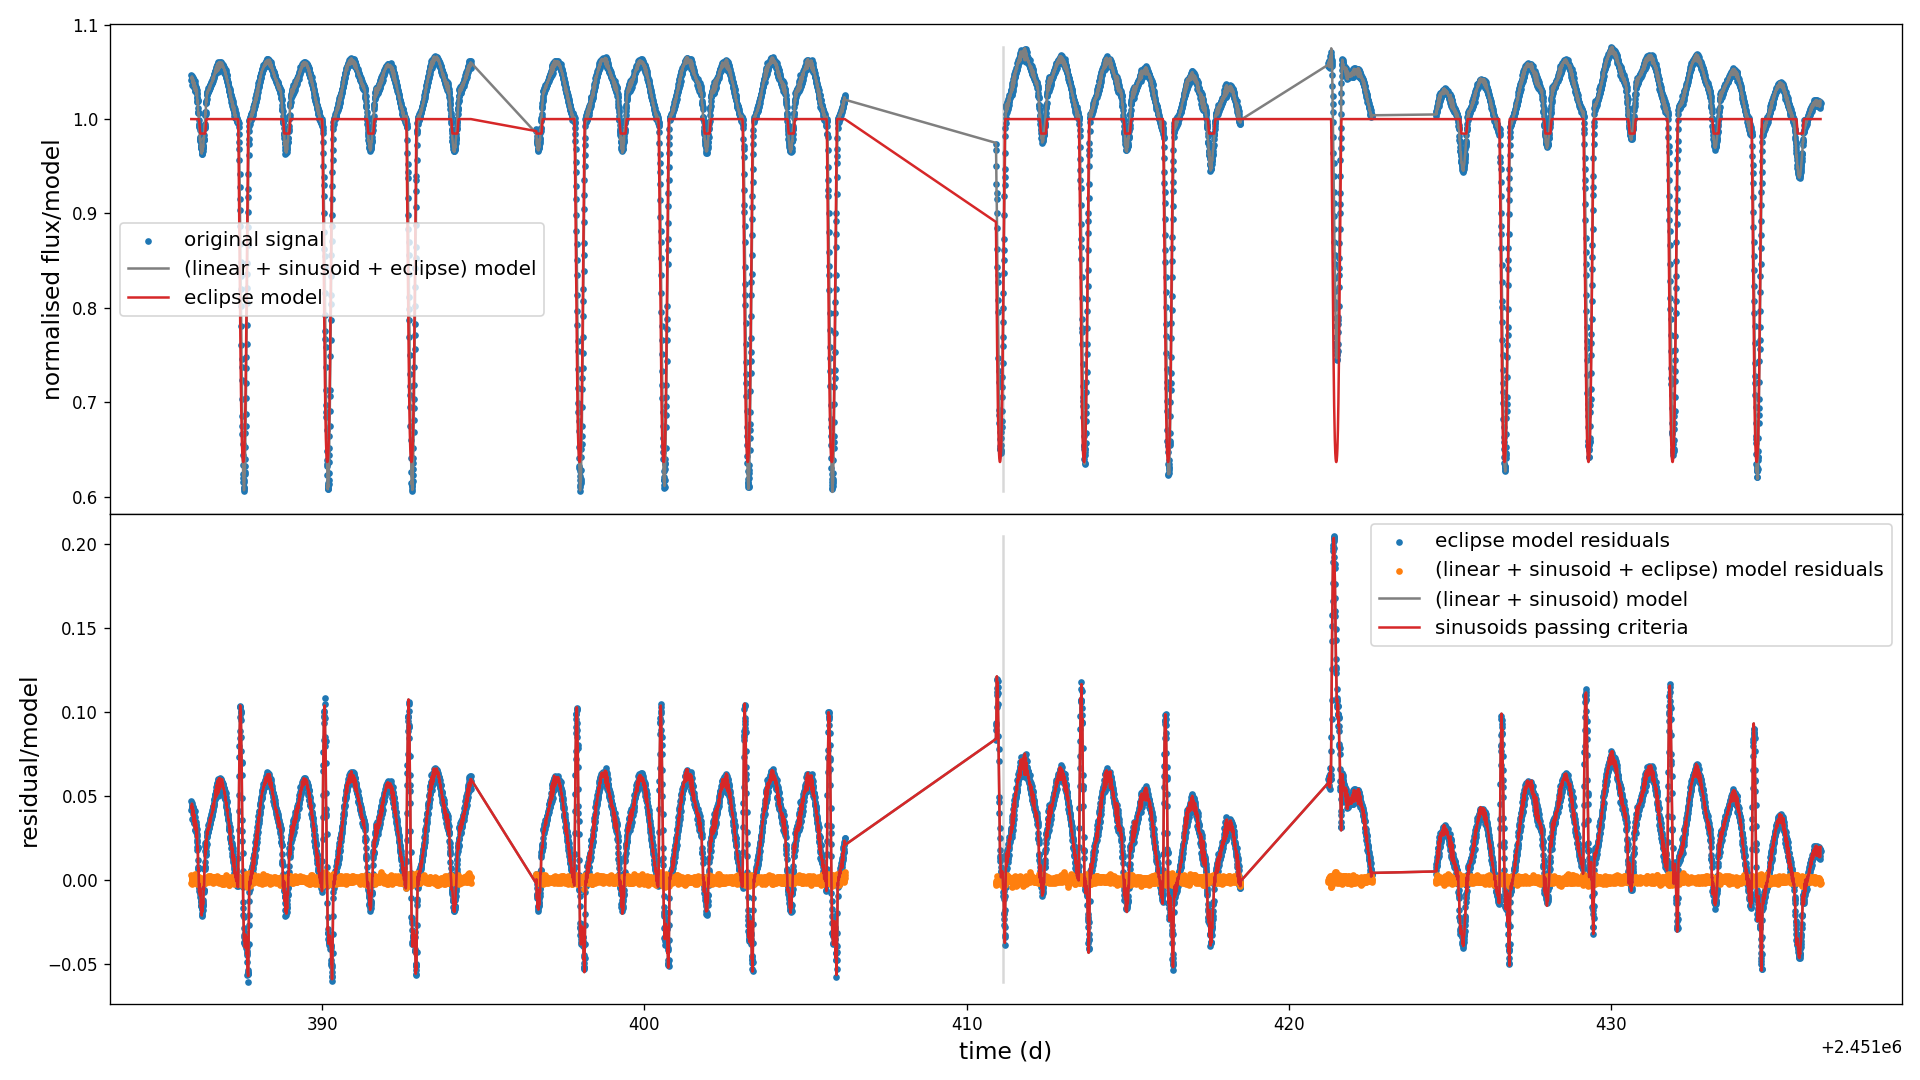 1.1
1.0
0.9
0.8
0.7
0.6
normalised flux/model
original signal
(linear + sinusoid + eclipse) model
eclipse model
0.20
0.15
0.10
0.05
0.00
−0.05
residual/model
eclipse model residuals
(linear + sinusoid + eclipse) model residuals
(linear + sinusoid) model
sinusoids passing criteria
390
400
410
420
430
time (d)
+2.451e6